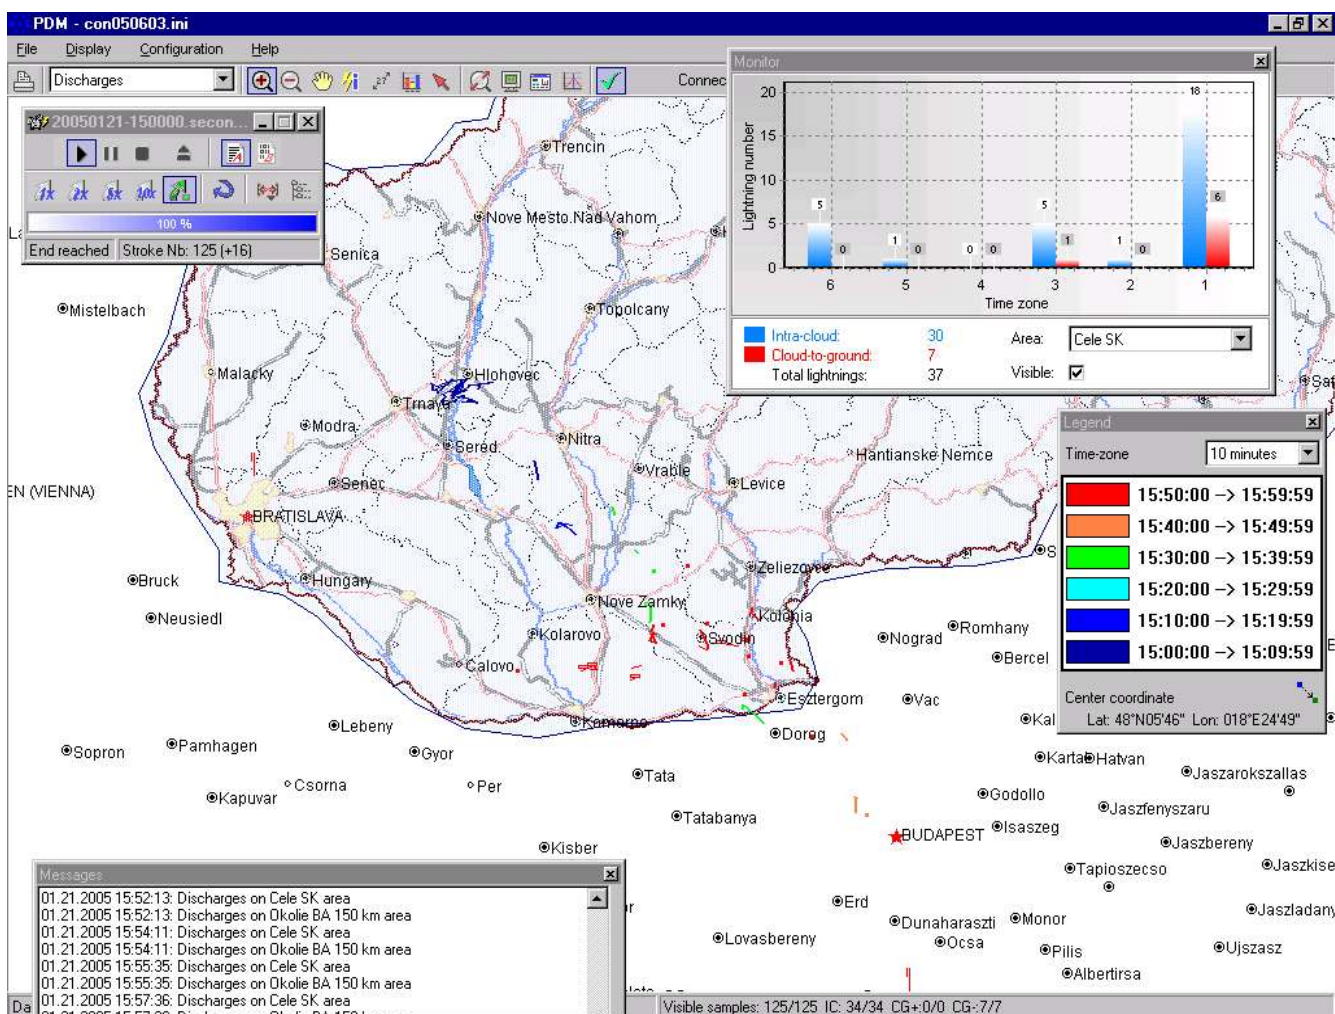 PDM - con050603.ini
File Display Configuration Help
Discharges
Connec
20050121-150000.secon...
1x 2x 5x 10x
100 %
End reached Stroke Nb: 125 (+16)
Monitor
Lightning number
20
15
10
5
0
5 0 1 0 0 0 5 1 1 0 18 6
6 5 4 3 2 1
Time zone
Intra-cloud: 30
Cloud-to-ground: 7
Total lightnings: 37
Area: Cele SK
Visible:
Legend
Time-zone 10 minutes
15:50:00 --> 15:59:59
15:40:00 --> 15:49:59
15:30:00 --> 15:39:59
15:20:00 --> 15:29:59
15:10:00 --> 15:19:59
15:00:00 --> 15:09:59
Center coordinate
Lat: 48°N05'46" Lon: 018°E24'49"
Trencin
Nove Mesto Nad Vahom
Senica
Mistelbach
Topolcany
Malacky
Hlohovec
Trnava
Modra
Sered
Nitra
Vrable
Hantianske Nemce
Senec
Levice
EN (VIENNA)
BRATISLAVA
Bruck
Hungary
Zeliezovce
Neusiedl
Nove Zamky
Kolonia
Kolarovo
Svodin
Nograd
Romhany
Bercel
Calovo
Esztergom
Vac
Kal
Lebeny
Komarno
Dorog
Sopron
Pamhagen
Gyor
Kartal
Hatvan
Tata
Jaszarokszallas
Csorna
Per
Kapuvar
Godollo
Jaszfenyszaru
Tatabanya
BUDAPEST
Isaszeg
Jaszbereny
Kisber
Tapioszecso
Jaszkise
Erd
Dunaharaszti
Monor
Jaszladany
Lovasbereny
Ocsa
Pilis
Ujszasz
Albertirsa
Messages
01.21.2005 15:52:13: Discharges on Cele SK area
01.21.2005 15:52:13: Discharges on Okolie BA 150 km area
01.21.2005 15:54:11: Discharges on Cele SK area
01.21.2005 15:54:11: Discharges on Okolie BA 150 km area
01.21.2005 15:55:35: Discharges on Cele SK area
01.21.2005 15:55:35: Discharges on Okolie BA 150 km area
01.21.2005 15:57:36: Discharges on Cele SK area
Da
Visible samples: 125/125 IC: 34/34 CG+:0/0 CG-:7/7